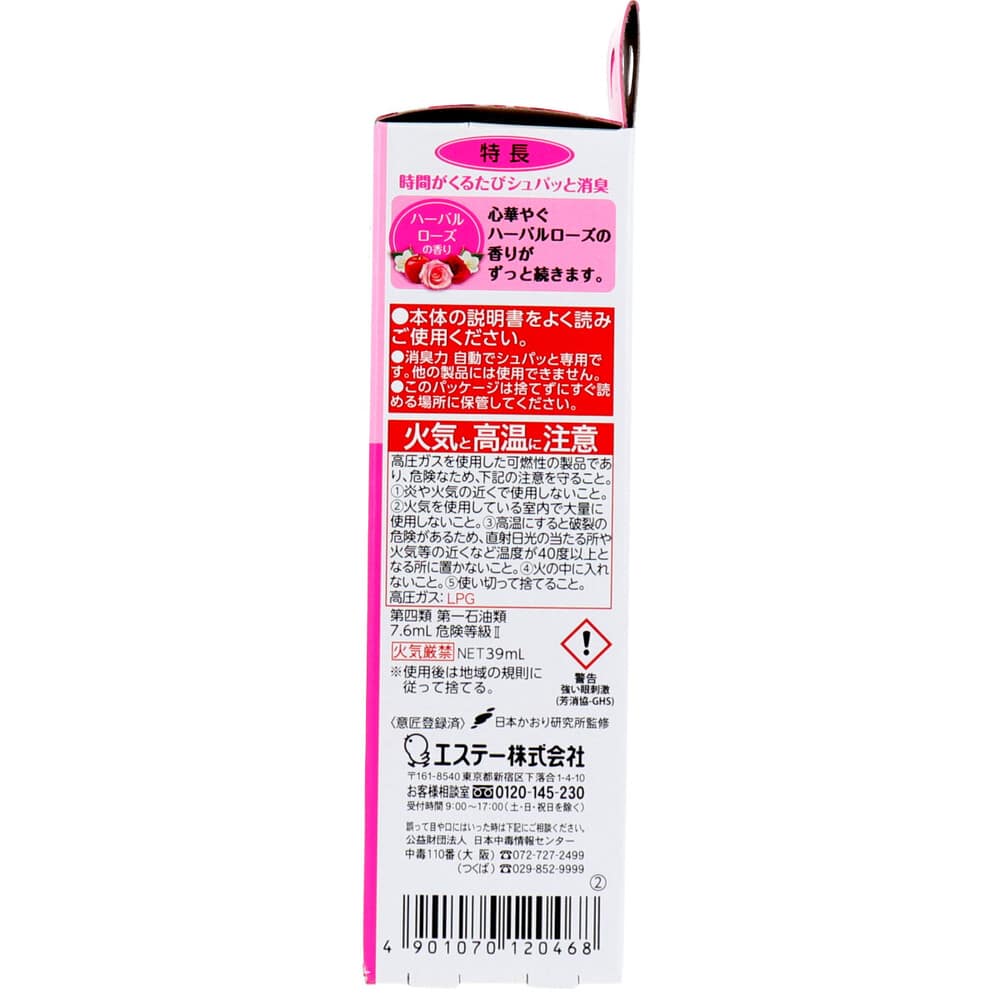 特長
時間がくるたびシュパッと消臭
ハーバル
ローズ
の香り
心華やぐ
ハーバルローズの
香りが
ずっと続きます。
●本体の説明書をよく読み
ご使用ください。
●消臭力 自動でシュパッと専用で
す。他の製品には使用できません。
●このパッケージは捨てずにすぐ読
める場所に保管してください。
火気と高温に注意
高圧ガスを使用した可燃性の製品であ
り、危険なため、下記の注意を守ること。
①炎や火気の近くで使用しないこと。
②火気を使用している室内で大量に
使用しないこと。③高温にすると破裂の
危険があるため、直射日光の当たる所や
火気等の近くなど温度が40度以上と
なる所に置かないこと。④火の中に入れ
ないこと。⑤使い切って捨てること。
高圧ガス: LPG
第四類 第一石油類
7.6mL 危険等級Ⅱ
火気厳禁 NET39mL
※使用後は地域の規則に
従って捨てる。
警告
強い眼刺激
(芳消協-GHS)
〈意匠登録済〉 日本かおり研究所監修
エステー株式会社
〒161-8540 東京都新宿区下落合1-4-10
お客様相談室 0120-145-230
受付時間 9:00~17:00(土・日・祝日を除く)
誤って目や口にはいった時は下記にご相談ください。
公益財団法人 日本中毒情報センター
中毒110番(大 阪) ☎072-727-2499
(つくば) ☎029-852-9999
②
4 901070 120468